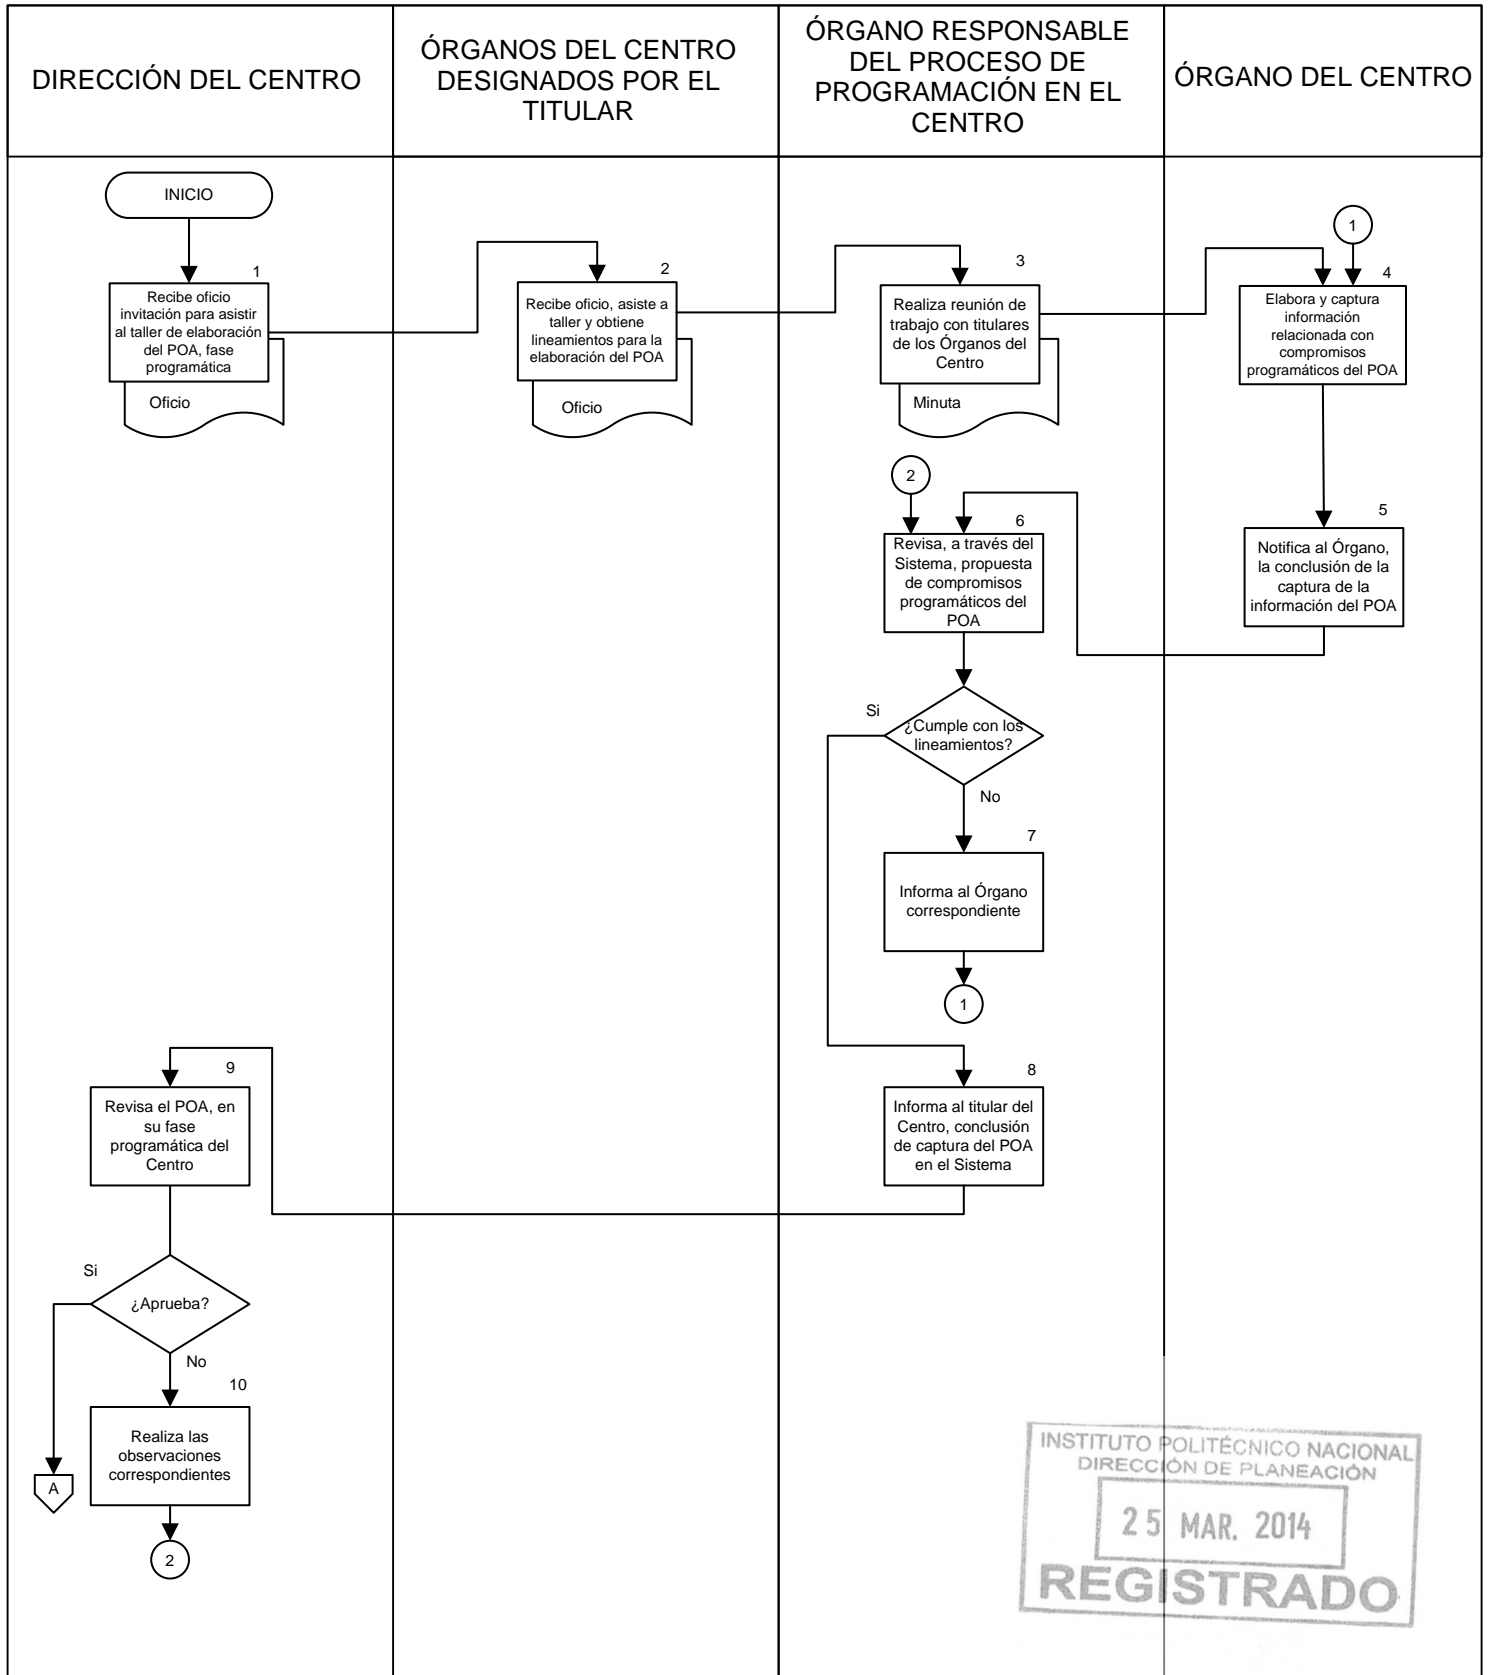 DIRECCIÓN DEL CENTRO
ÓRGANOS DEL CENTRO
DESIGNADOS POR EL
TITULAR
ÓRGANO RESPONSABLE
DEL PROCESO DE
PROGRAMACIÓN EN EL
CENTRO
ÓRGANO DEL CENTRO
INICIO
1
Recibe oficio
invitación para asistir
al taller de elaboración
del POA, fase
programática
Oficio
2
Recibe oficio, asiste a
taller y obtiene
lineamientos para la
elaboración del POA
Oficio
3
Realiza reunión de
trabajo con titulares
de los Órganos del
Centro
Minuta
1
4
Elabora y captura
información
relacionada con
compromisos
programáticos del POA
5
Notifica al Órgano,
la conclusión de la
captura de la
información del POA
2
6
Revisa, a través del
Sistema, propuesta
de compromisos
programáticos del
POA
¿Cumple con los
lineamientos?
Si
No
7
Informa al Órgano
correspondiente
1
8
Informa al titular del
Centro, conclusión
de captura del POA
en el Sistema
9
Revisa el POA, en
su fase
programática del
Centro
¿Aprueba?
Si
No
A
10
Realiza las
observaciones
correspondientes
2
INSTITUTO POLITÉCNICO NACIONAL
DIRECCIÓN DE PLANEACIÓN
25 MAR. 2014
REGISTRADO